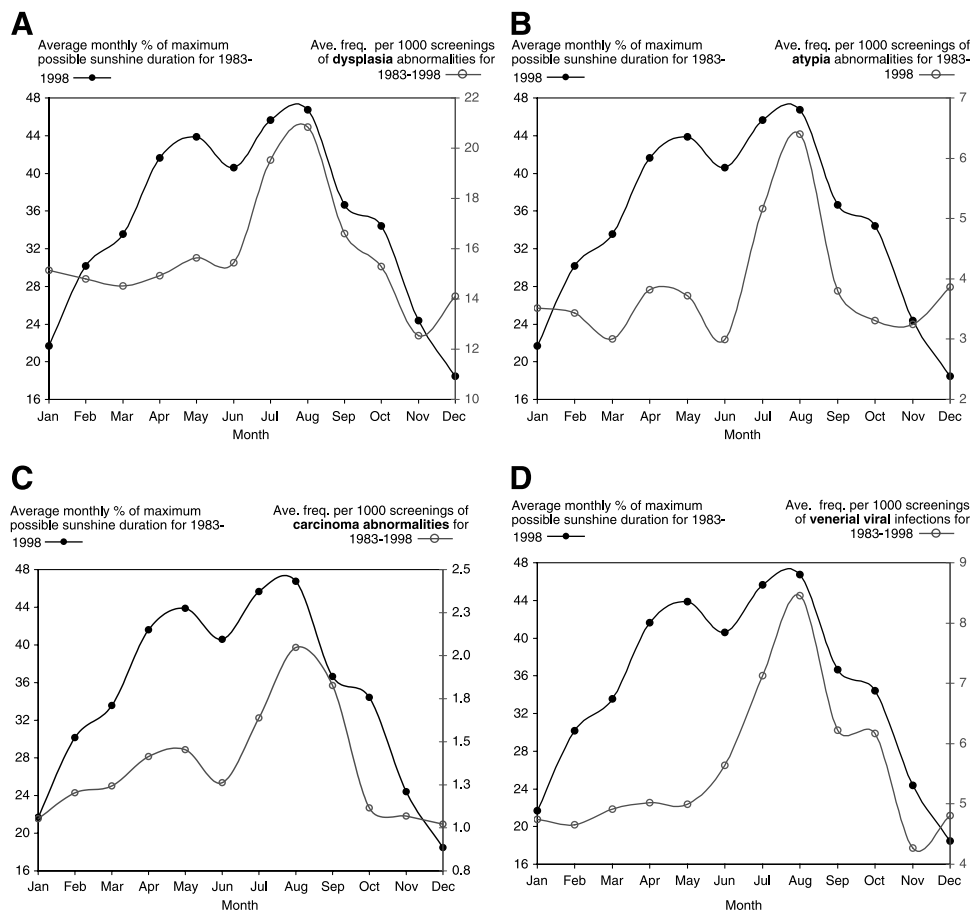 A
Average monthly % of maximum
possible sunshine duration for 1983-
1998
Ave. freq. per 1000 screenings
of dysplasia abnormalities for
1983-1998
48
44
40
36
32
28
24
20
16
22
20
18
16
14
12
10
Jan Feb Mar Apr May Jun Jul Aug Sep Oct Nov Dec
Month
B
Average monthly % of maximum
possible sunshine duration for 1983-
1998
Ave. freq. per 1000 screenings of
atypia abnormalities for 1983-
1998
48
44
40
36
32
28
24
20
16
7
6
5
4
3
2
Jan Feb Mar Apr May Jun Jul Aug Sep Oct Nov Dec
Month
C
Average monthly % of maximum
possible sunshine duration for 1983-
1998
Ave. freq. per 1000 screenings of
carcinoma abnormalities for
1983-1998
48
44
40
36
32
28
24
20
16
2.5
2.3
2.0
1.8
1.5
1.3
1.0
0.8
Jan Feb Mar Apr May Jun Jul Aug Sep Oct Nov Dec
Month
D
Average monthly % of maximum
possible sunshine duration for 1983-
1998
Ave. freq. per 1000 screenings
of venerial viral infections for
1983-1998
48
44
40
36
32
28
24
20
16
9
8
7
6
5
4
Jan Feb Mar Apr May Jun Jul Aug Sep Oct Nov Dec
Month